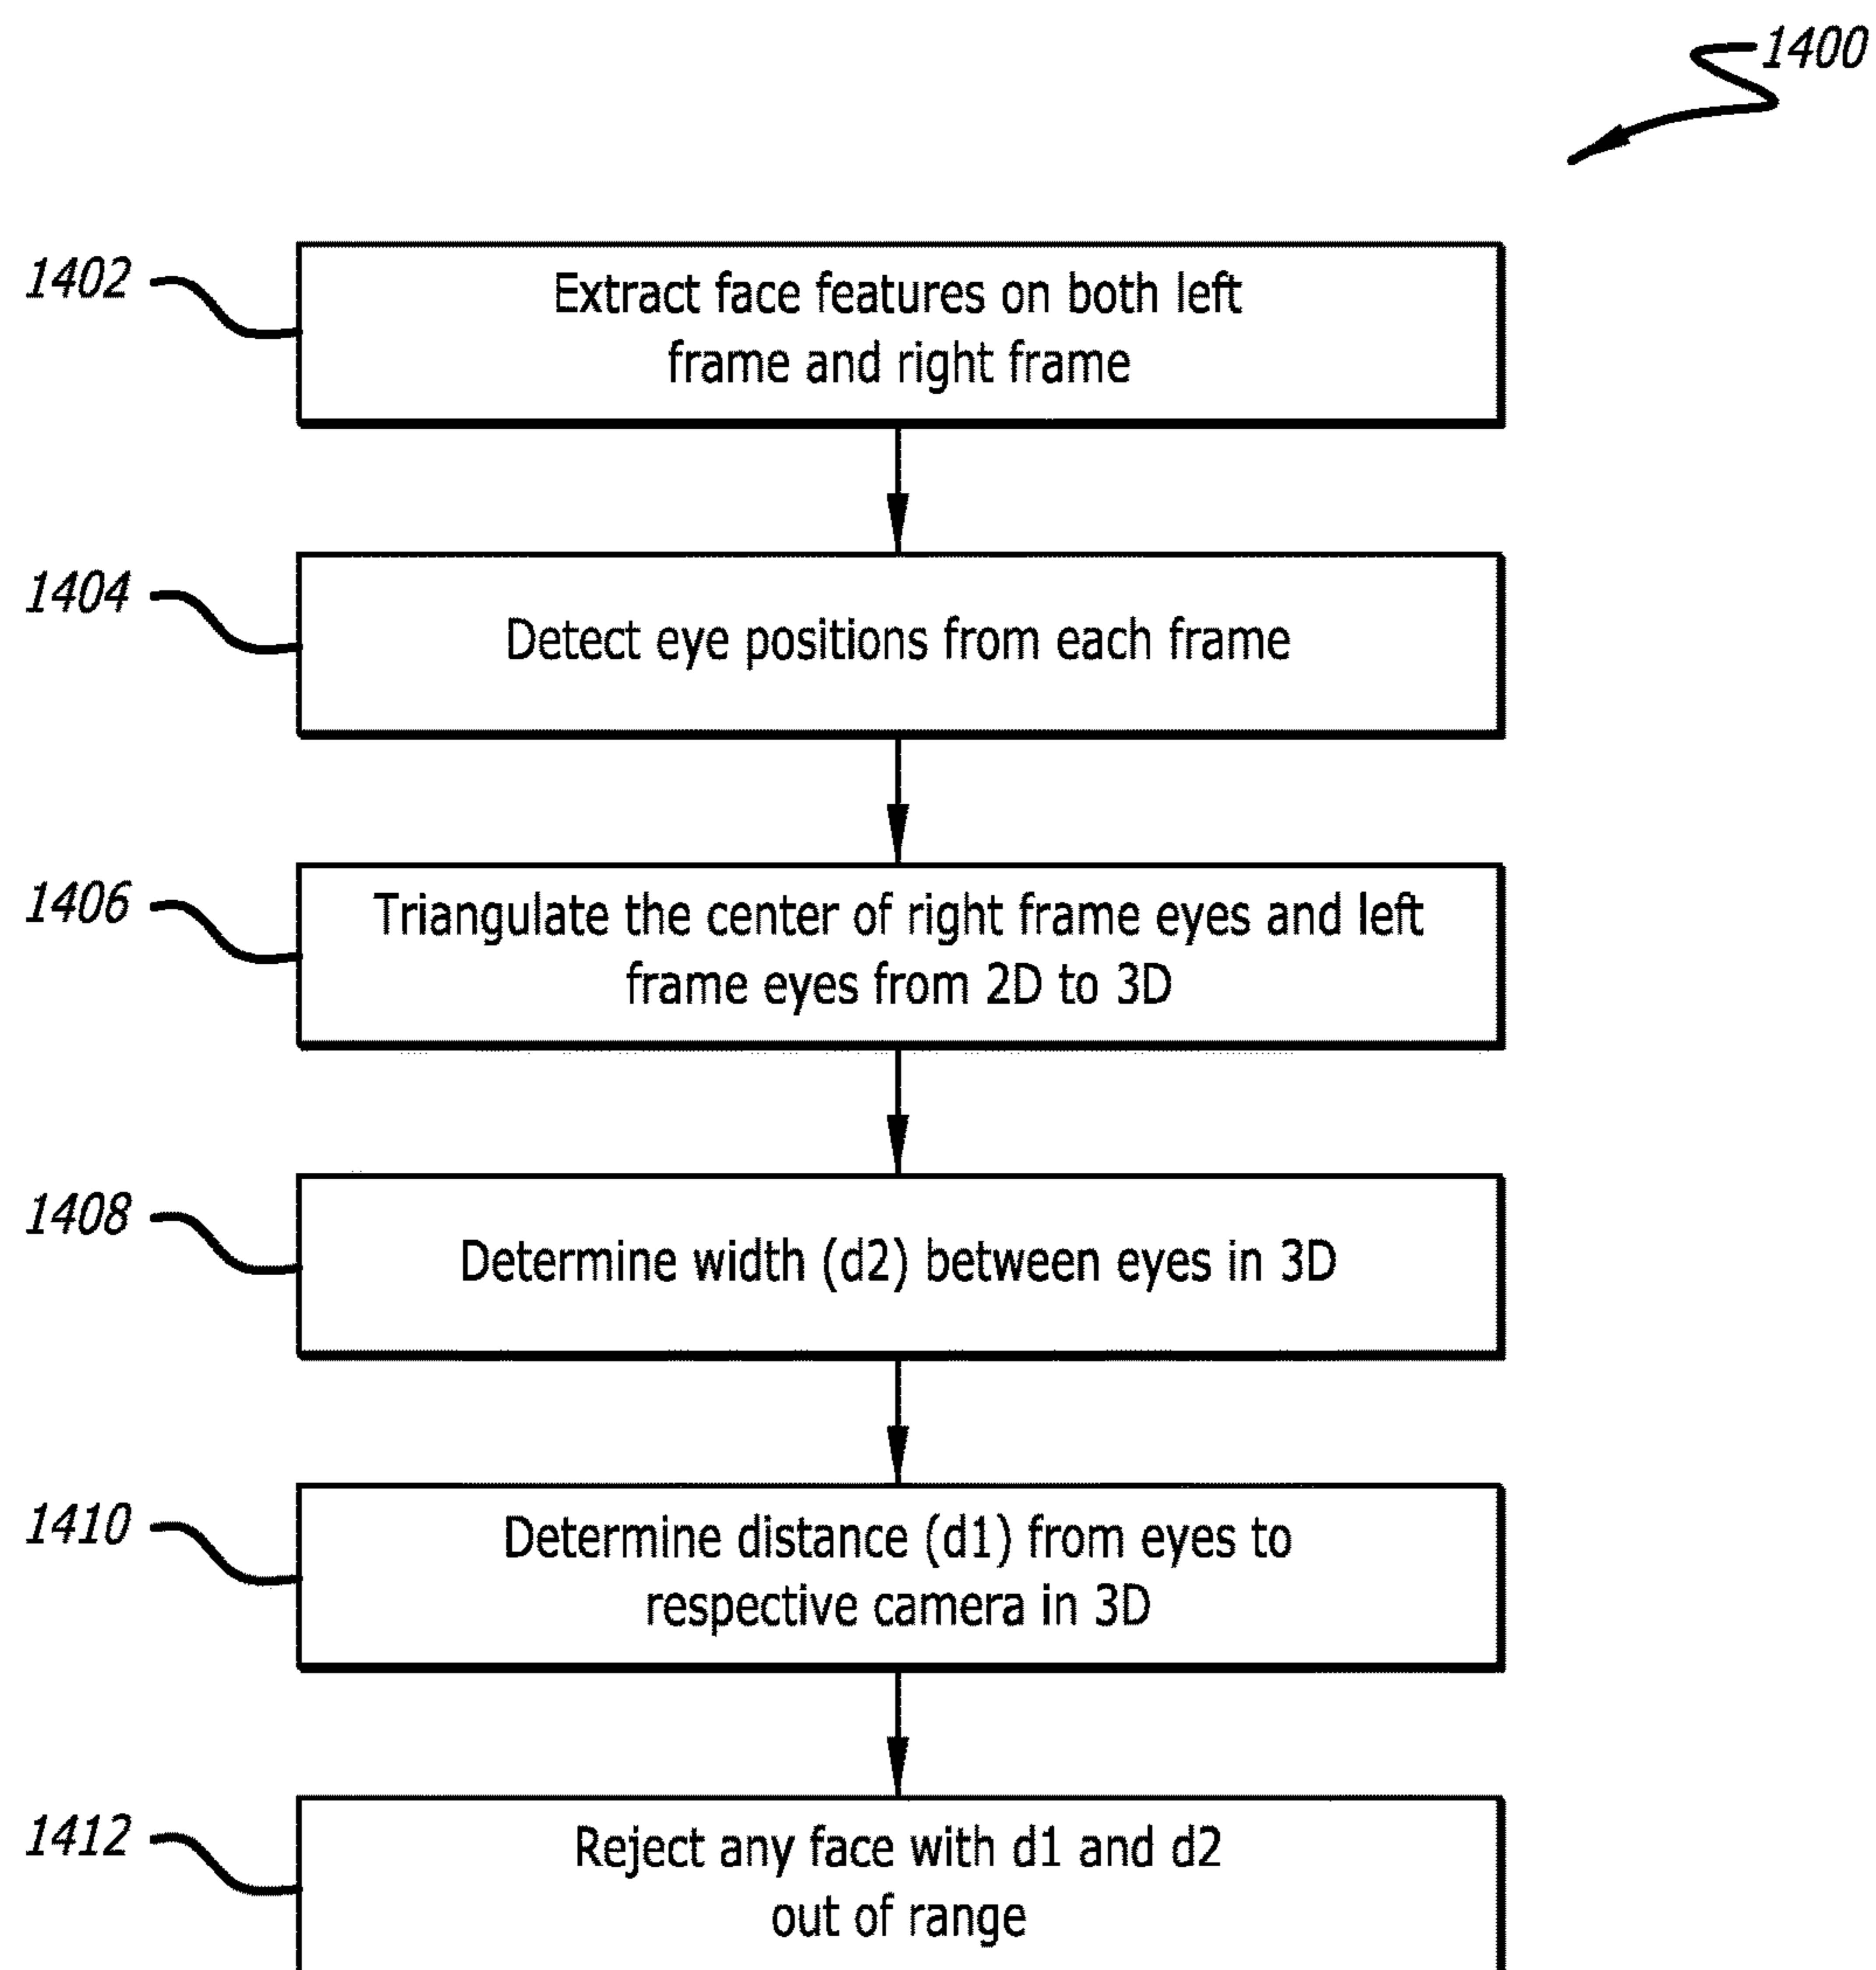 1400
1402
Extract face features on both left
frame and right frame
1404
Detect eye positions from each frame
1406
Triangulate the center of right frame eyes and left
frame eyes from 2D to 3D
1408
Determine width (d2) between eyes in 3D
1410
Determine distance (d1) from eyes to
respective camera in 3D
1412
Reject any face with d1 and d2
out of range